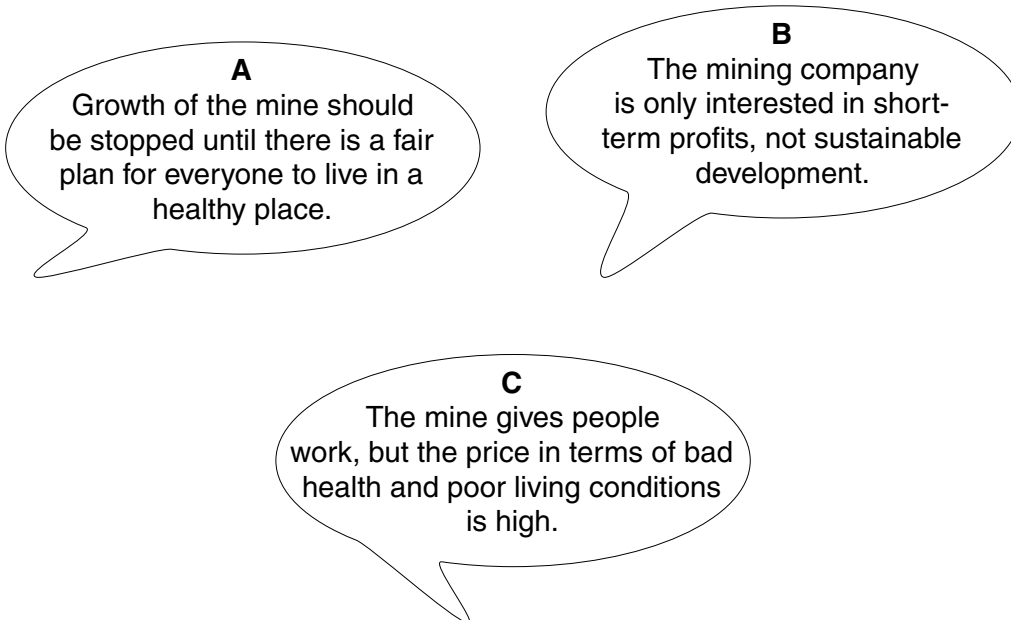 A
Growth of the mine should
be stopped until there is a fair
plan for everyone to live in a
healthy place.
B
The mining company
is only interested in short-
term profits, not sustainable
development.
C
The mine gives people
work, but the price in terms of bad
health and poor living conditions
is high.